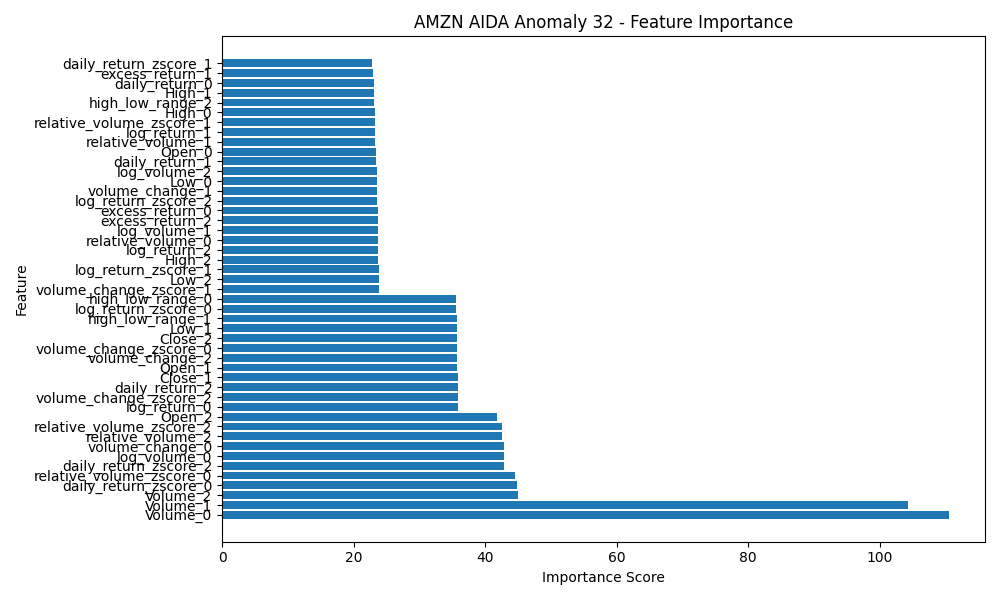 AMZN AIDA Anomaly 32 - Feature Importance
daily_return_zscore_1
excess_return_1
daily_return_0
High_1
high_low_range_2
High_0
relative_volume_zscore_1
log_return_1
relative_volume_1
Open_0
daily_return_1
log_volume_2
Low_0
volume_change_1
log_return_zscore_2
excess_return_0
excess_return_2
log_volume_1
relative_volume_0
log_return_2
High_2
log_return_zscore_1
Low_2
volume_change_zscore_1
high_low_range_0
log_return_zscore_0
high_low_range_1
Low_1
Close_2
volume_change_zscore_0
volume_change_2
Open_1
Close_1
daily_return_2
volume_change_zscore_2
log_return_0
Open_2
relative_volume_zscore_2
relative_volume_2
volume_change_0
log_volume_0
daily_return_zscore_2
relative_volume_zscore_0
daily_return_zscore_0
Volume_2
Volume_1
Volume_0
Feature
0 20 40 60 80 100
Importance Score